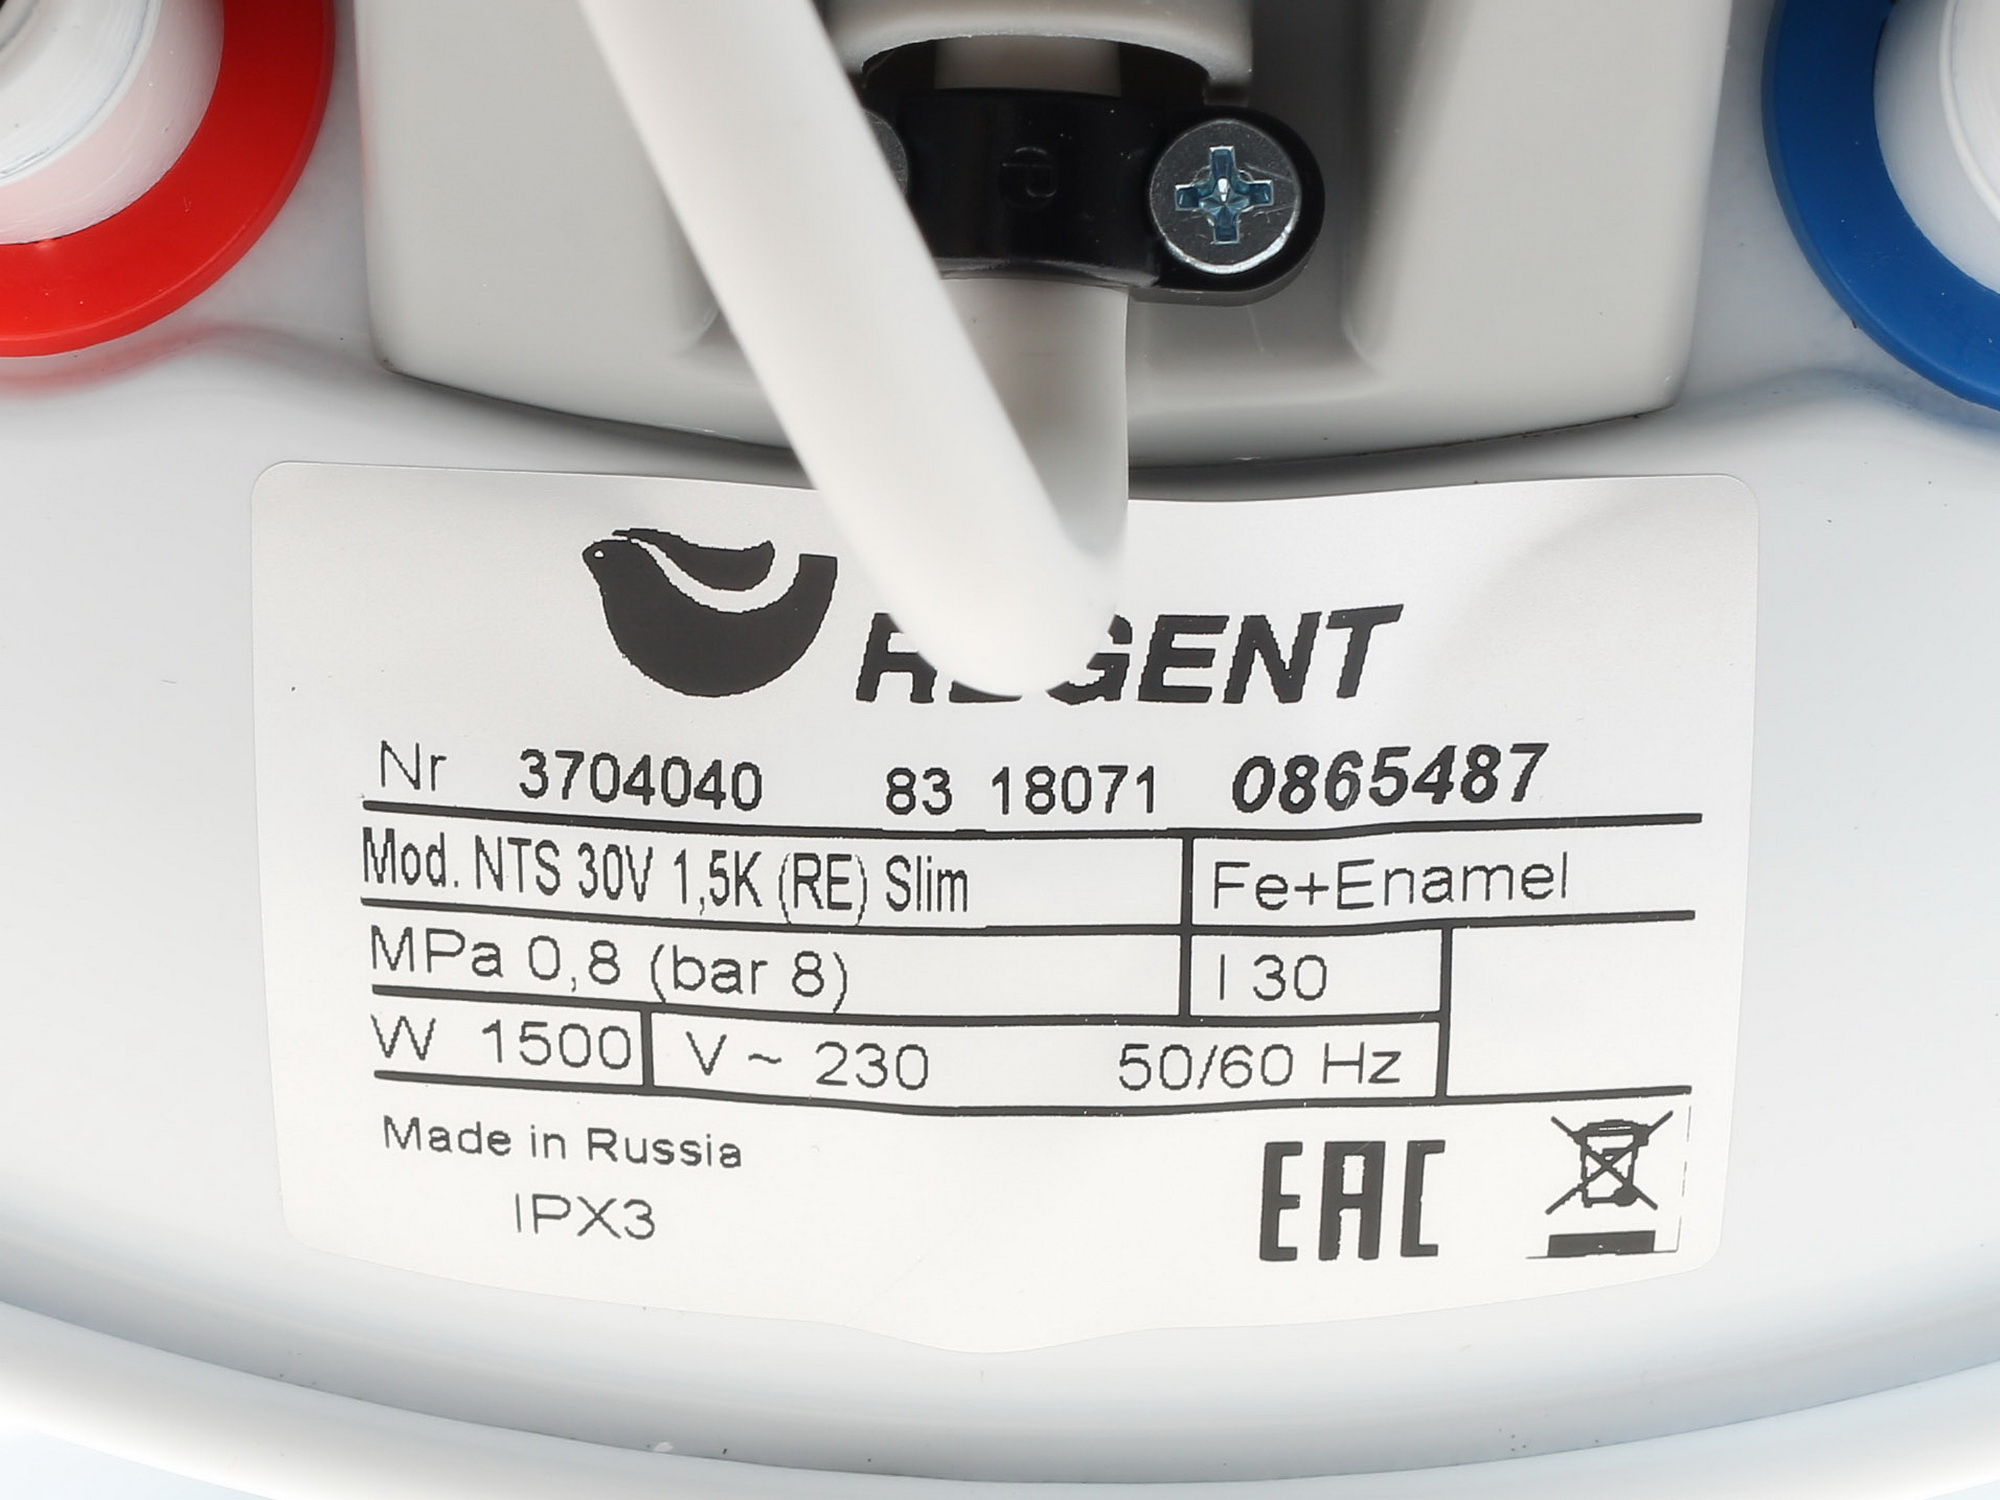 REGENT
Nr 3704040 83 18071 0865487
Mod. NTS 30V 1,5K (RE) Slim Fe+Enamel
MPa 0,8 (bar 8) l 30
W 1500 V ~ 230 50/60 Hz
Made in Russia
IPX3
EAC